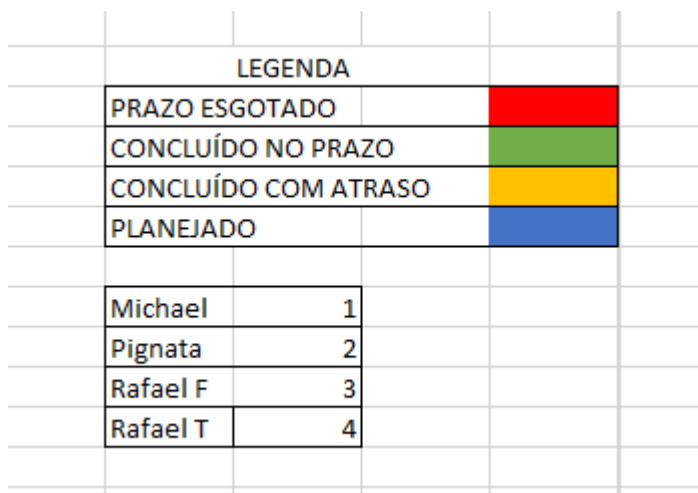 LEGENDA
PRAZO ESGOTADO
CONCLUÍDO NO PRAZO
CONCLUÍDO COM ATRASO
PLANEJADO
Michael 1
Pignata 2
Rafael F 3
Rafael T 4